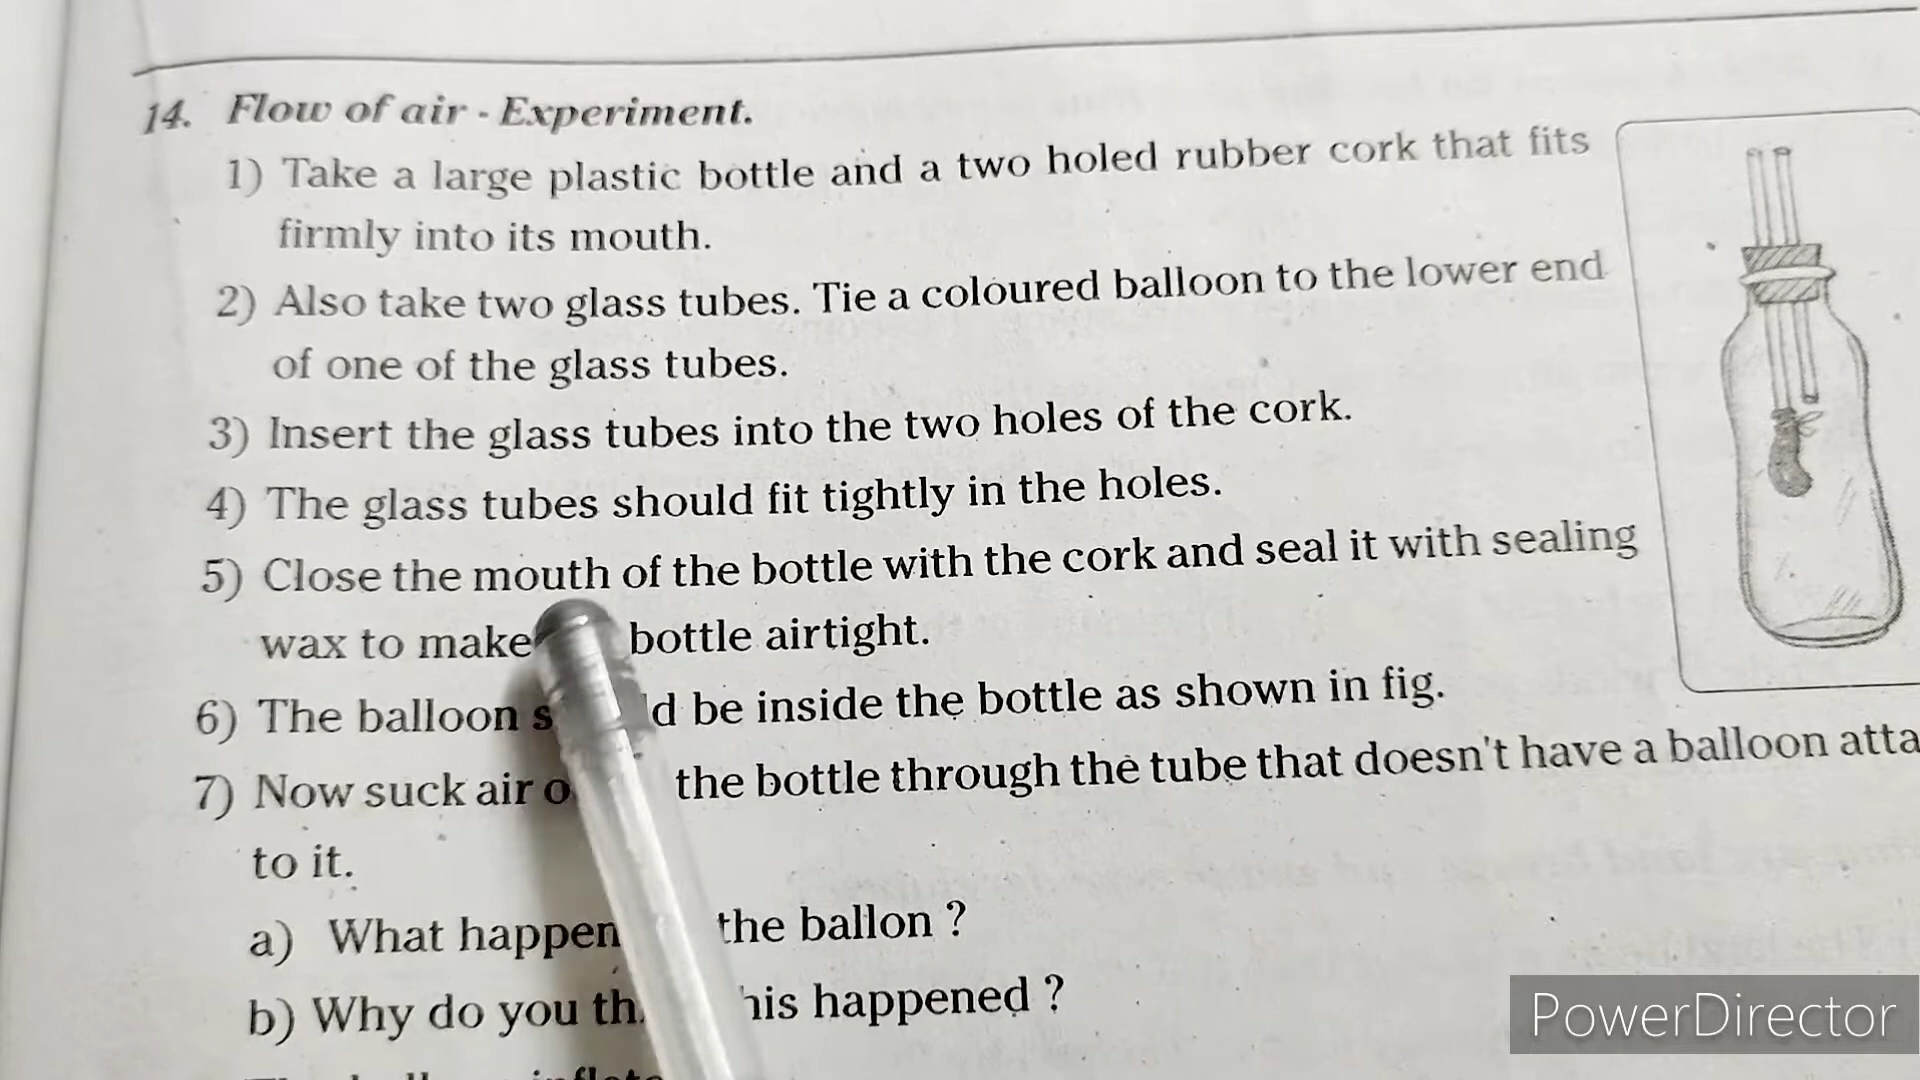 14. Flow of air - Experiment.
1) Take a large plastic bottle and a two holed rubber cork that fits
firmly into its mouth.
2) Also take two glass tubes. Tie a coloured balloon to the lower end
of one of the glass tubes.
3) Insert the glass tubes into the two holes of the cork.
4) The glass tubes should fit tightly in the holes.
5) Close the mouth of the bottle with the cork and seal it with sealing
wax to make bottle airtight.
6) The balloon be inside the bottle as shown in fig.
7) Now suck air the bottle through the tube that doesn't have a balloon atta
to it.
a) What happen the ballon ?
b) Why do you happened ?
PowerDirector